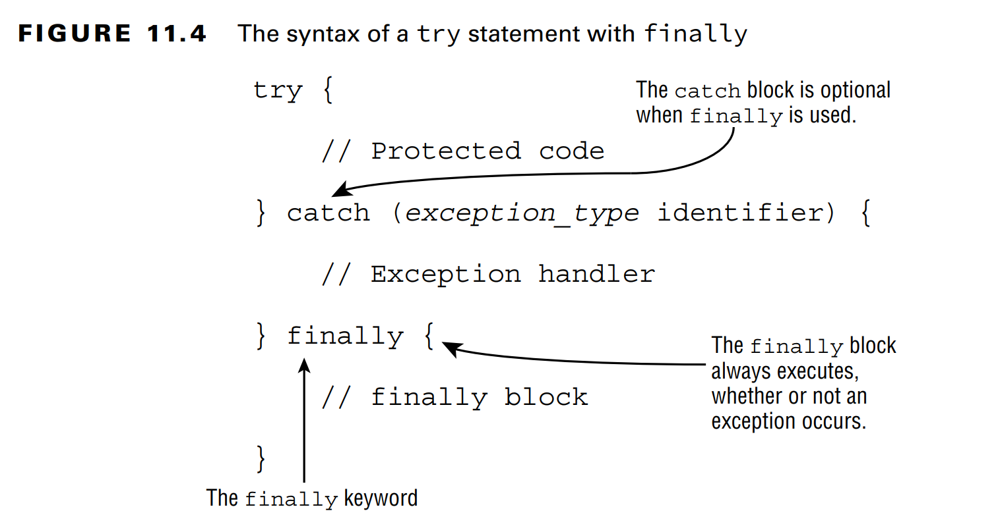 FIGURE 11.4 The syntax of a try statement with finally
try {
The catch block is optional
when finally is used.
// Protected code
} catch (exception_type identifier) {
// Exception handler
} finally {
The finally block
always executes,
whether or not an
exception occurs.
// finally block
}
The finally keyword